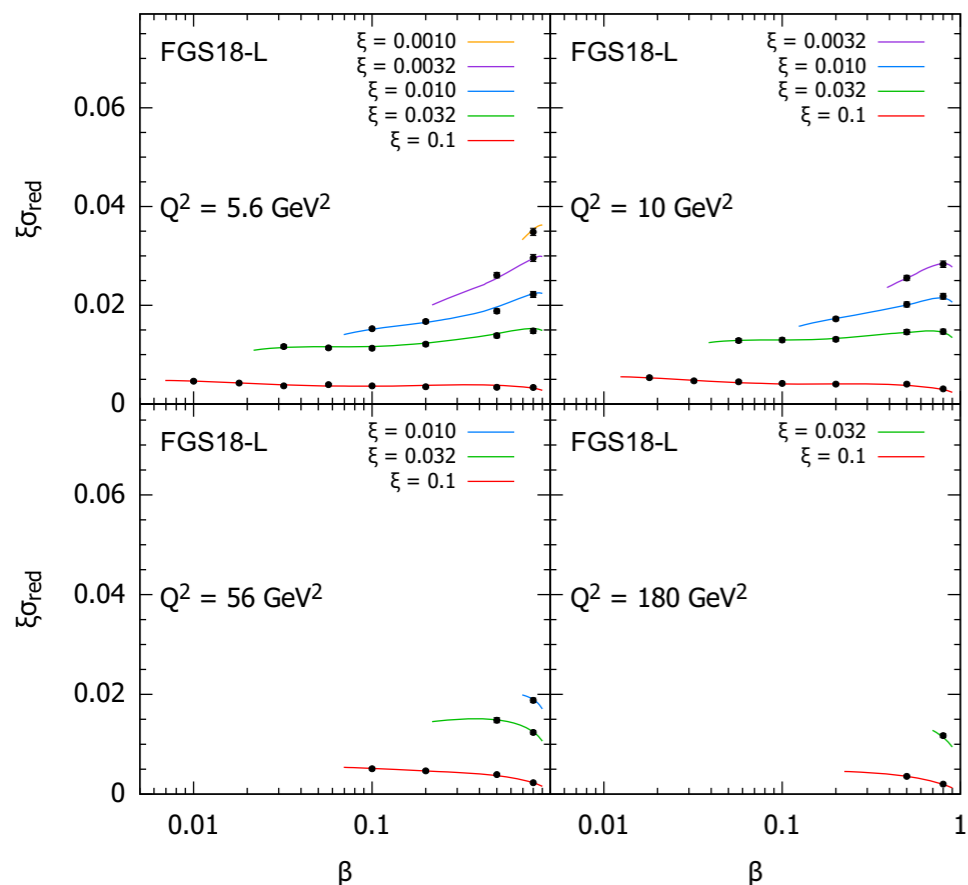 FGS18-L
ξ = 0.0010
ξ = 0.0032
ξ = 0.010
ξ = 0.032
ξ = 0.1
Q² = 5.6 GeV²
ξσred
0.06
0.04
0.02
0
FGS18-L
ξ = 0.0032
ξ = 0.010
ξ = 0.032
ξ = 0.1
Q² = 10 GeV²
FGS18-L
ξ = 0.010
ξ = 0.032
ξ = 0.1
Q² = 56 GeV²
ξσred
0.06
0.04
0.02
0
0.01 0.1
β
FGS18-L
ξ = 0.032
ξ = 0.1
Q² = 180 GeV²
0.01 0.1 1
β